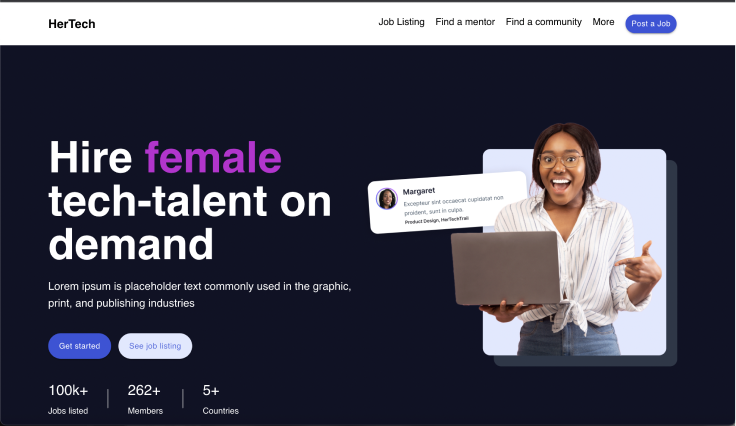 HerTech
Job Listing Find a mentor Find a community More Post a Job
Hire female
tech-talent on
demand
Lorem ipsum is placeholder text commonly used in the graphic,
print, and publishing industries
Get started See job listing
100k+ 262+ 5+
Jobs listed Members Countries
Margaret
Excepteur sint occaecat cupidatat non
proident, sunt in culpa.
Product Design, HerTechTrail